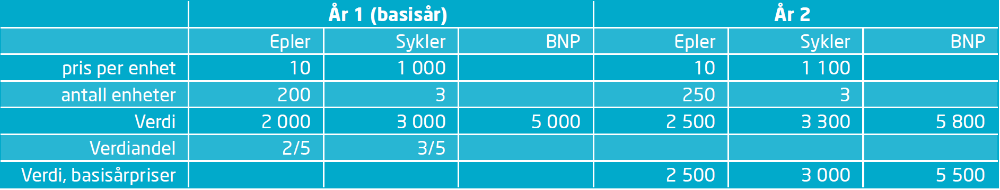 År 1 (basisår) År 2
Epler Sykler BNP Epler Sykler BNP
pris per enhet 10 1 000 10 1 100
antall enheter 200 3 250 3
Verdi 2 000 3 000 5 000 2 500 3 300 5 800
Verdiandel 2/5 3/5
Verdi, basisårpriser 2 500 3 000 5 500